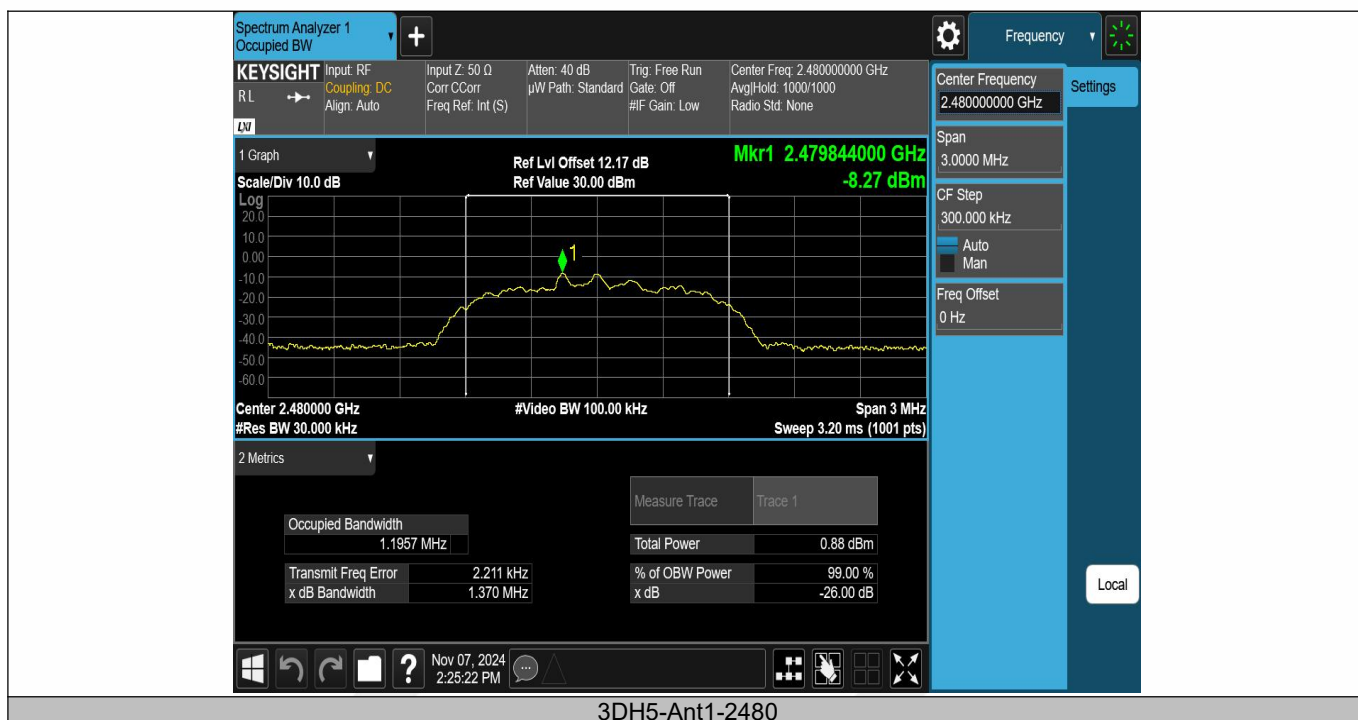 Spectrum Analyzer 1
Occupied BW
+
Frequency
KEYSIGHT
RL
LXI
Input: RF
Coupling: DC
Align: Auto
Input Z: 50 Ω
Corr CCorr
Freq Ref: Int (S)
Atten: 40 dB
µW Path: Standard
Trig: Free Run
Gate: Off
#IF Gain: Low
Center Freq: 2.480000000 GHz
Avg|Hold: 1000/1000
Radio Std: None
Center Frequency
2.480000000 GHz
Settings
Span
3.0000 MHz
CF Step
300.000 kHz
Auto
Man
Freq Offset
0 Hz
Local
1 Graph
Scale/Div 10.0 dB
Ref Lvl Offset 12.17 dB
Ref Value 30.00 dBm
Mkr1 2.479844000 GHz
-8.27 dBm
Log
20.0
10.0
0.00
-10.0
-20.0
-30.0
-40.0
-50.0
-60.0
1
Center 2.480000 GHz
#Video BW 100.00 kHz
Span 3 MHz
#Res BW 30.000 kHz
Sweep 3.20 ms (1001 pts)
2 Metrics
Measure Trace Trace 1
Occupied Bandwidth
1.1957 MHz
Total Power 0.88 dBm
Transmit Freq Error 2.211 kHz
% of OBW Power 99.00 %
x dB Bandwidth 1.370 MHz
x dB -26.00 dB
?
Nov 07, 2024
2:25:22 PM
3DH5-Ant1-2480